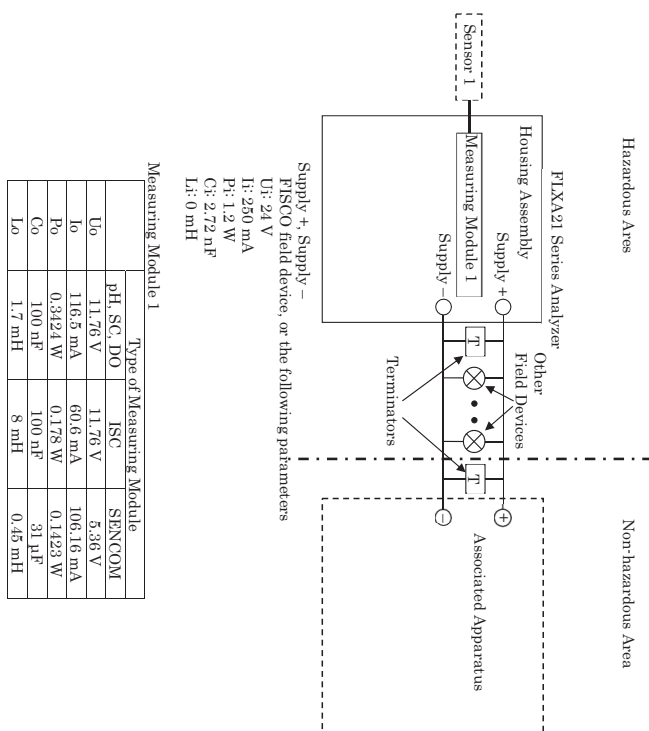 Hazardous Ares
Non-hazardous Area
FLXA21 Series Analyzer
Housing Assembly
Sensor 1
Measuring Module 1
Supply +
Supply –
T
T
Other
Field Devices
Terminators
+
–
Associated Apparatus
Supply +, Supply –
FISCO field device, or the following parameters
Ui: 24 V
Ii: 250 mA
Pi: 1.2 W
Ci: 2.72 nF
Li: 0 mH
Measuring Module 1
Type of Measuring Module
pH, SC, DO ISC SENCOM
Uo 11.76 V 11.76 V 5.36 V
Io 116.5 mA 60.6 mA 106.16 mA
Po 0.3424 W 0.178 W 0.1423 W
Co 100 nF 100 nF 31 µF
Lo 1.7 mH 8 mH 0.45 mH